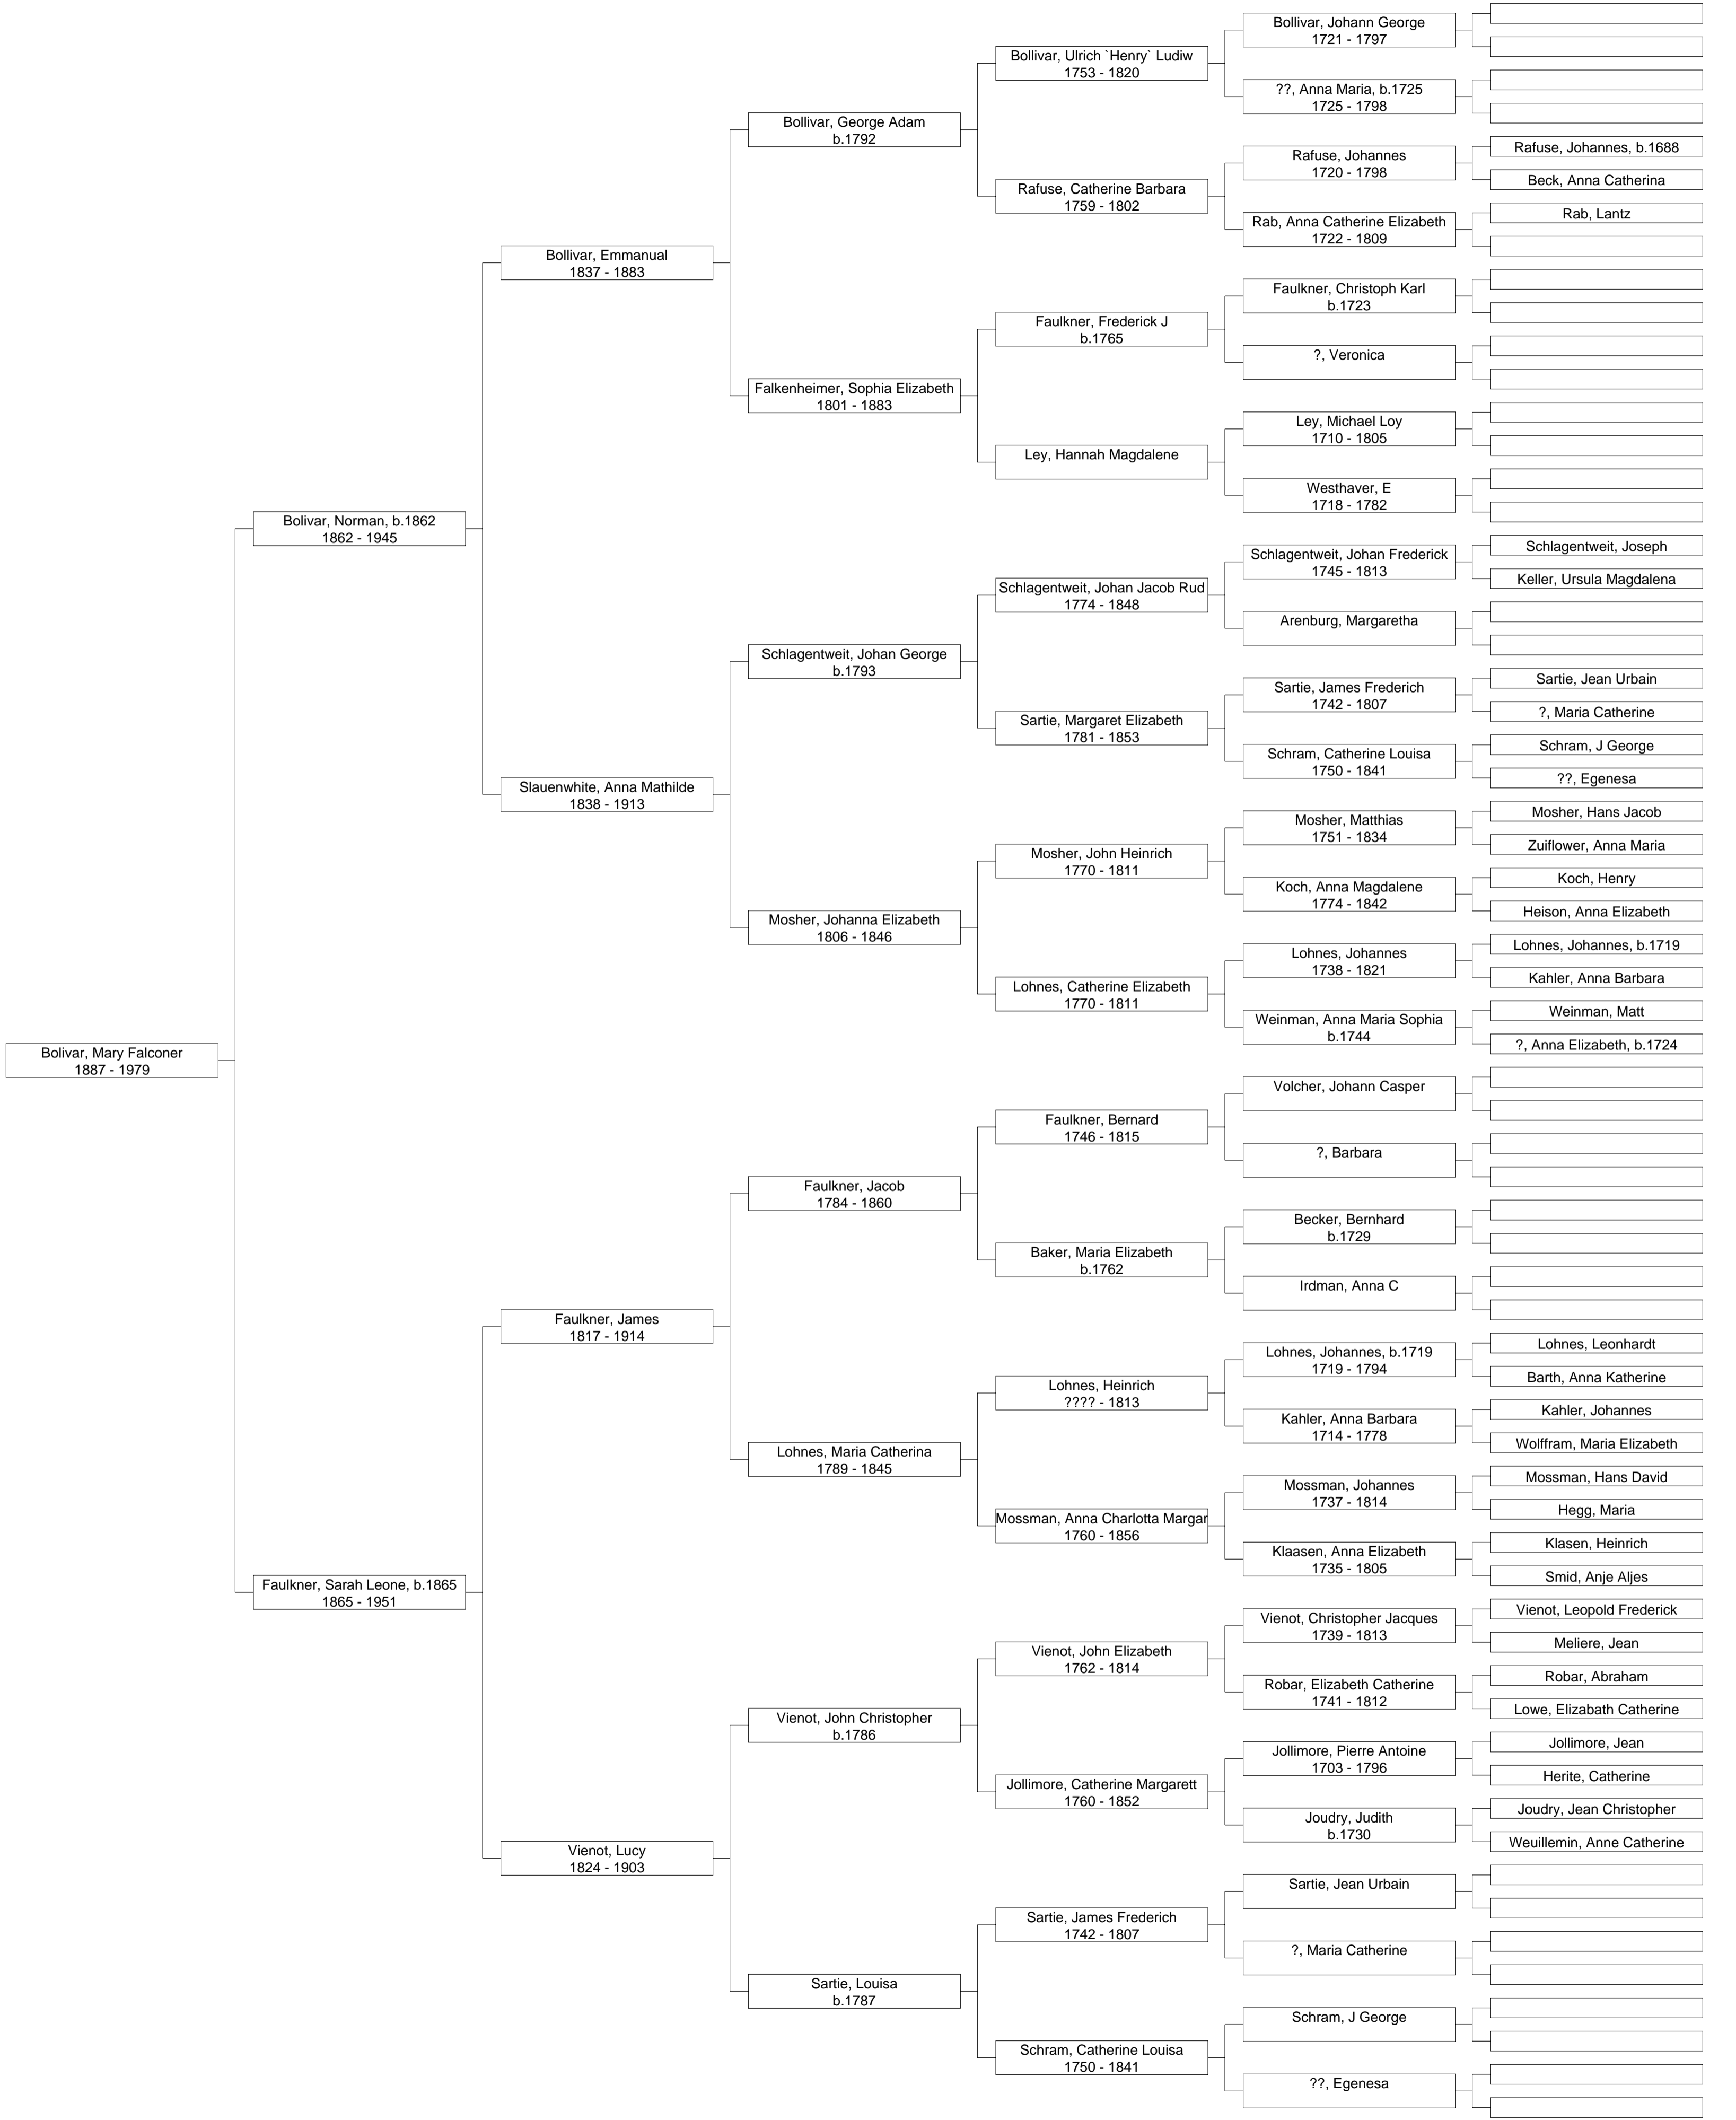 Bolivar, Mary Falconer
1887 - 1979
Bolivar, Norman, b.1862
1862 - 1945
Faulkner, Sarah Leone, b.1865
1865 - 1951
Bollivar, Emmanual
1837 - 1883
Slauenwhite, Anna Mathilde
1838 - 1913
Faulkner, James
1817 - 1914
Vienot, Lucy
1824 - 1903
Bollivar, George Adam
b.1792
Falkenheimer, Sophia Elizabeth
1801 - 1883
Schlagentweit, Johan George
b.1793
Mosher, Johanna Elizabeth
1806 - 1846
Faulkner, Jacob
1784 - 1860
Lohnes, Maria Catherina
1789 - 1845
Vienot, John Christopher
b.1786
Sartie, Louisa
b.1787
Bollivar, Ulrich `Henry` Ludiw
1753 - 1820
Rafuse, Catherine Barbara
1759 - 1802
Faulkner, Frederick J
b.1765
Ley, Hannah Magdalene
Schlagentweit, Johan Jacob Rud
1774 - 1848
Sartie, Margaret Elizabeth
1781 - 1853
Mosher, John Heinrich
1770 - 1811
Lohnes, Catherine Elizabeth
1770 - 1811
Faulkner, Bernard
1746 - 1815
Baker, Maria Elizabeth
b.1762
Lohnes, Heinrich
???? - 1813
Mossman, Anna Charlotta Margar
1760 - 1856
Vienot, John Elizabeth
1762 - 1814
Jollimore, Catherine Margarett
1760 - 1852
Sartie, James Frederich
1742 - 1807
Schram, Catherine Louisa
1750 - 1841
Bollivar, Johann George
1721 - 1797
??, Anna Maria, b.1725
1725 - 1798
Rafuse, Johannes
1720 - 1798
Rab, Anna Catherine Elizabeth
1722 - 1809
Faulkner, Christoph Karl
b.1723
?, Veronica
Ley, Michael Loy
1710 - 1805
Westhaver, E
1718 - 1782
Schlagentweit, Johan Frederick
1745 - 1813
Arenburg, Margaretha
Sartie, James Frederich
1742 - 1807
Schram, Catherine Louisa
1750 - 1841
Mosher, Matthias
1751 - 1834
Koch, Anna Magdalene
1774 - 1842
Lohnes, Johannes
1738 - 1821
Weinman, Anna Maria Sophia
b.1744
Volcher, Johann Casper
?, Barbara
Becker, Bernhard
b.1729
Irdman, Anna C
Lohnes, Johannes, b.1719
1719 - 1794
Kahler, Anna Barbara
1714 - 1778
Mossman, Johannes
1737 - 1814
Klaasen, Anna Elizabeth
1735 - 1805
Vienot, Christopher Jacques
1739 - 1813
Robar, Elizabeth Catherine
1741 - 1812
Jollimore, Pierre Antoine
1703 - 1796
Joudry, Judith
b.1730
Sartie, Jean Urbain
?, Maria Catherine
Schram, J George
??, Egenesa
Rafuse, Johannes, b.1688
Beck, Anna Catherina
Rab, Lantz
Schlagentweit, Joseph
Keller, Ursula Magdalena
Sartie, Jean Urbain
?, Maria Catherine
Schram, J George
??, Egenesa
Mosher, Hans Jacob
Zuiflower, Anna Maria
Koch, Henry
Heison, Anna Elizabeth
Lohnes, Johannes, b.1719
Kahler, Anna Barbara
Weinman, Matt
?, Anna Elizabeth, b.1724
Lohnes, Leonhardt
Barth, Anna Katherine
Kahler, Johannes
Wolffram, Maria Elizabeth
Mossman, Hans David
Hegg, Maria
Klasen, Heinrich
Smid, Anje Aljes
Vienot, Leopold Frederick
Meliere, Jean
Robar, Abraham
Lowe, Elizabath Catherine
Jollimore, Jean
Herite, Catherine
Joudry, Jean Christopher
Weuillemin, Anne Catherine